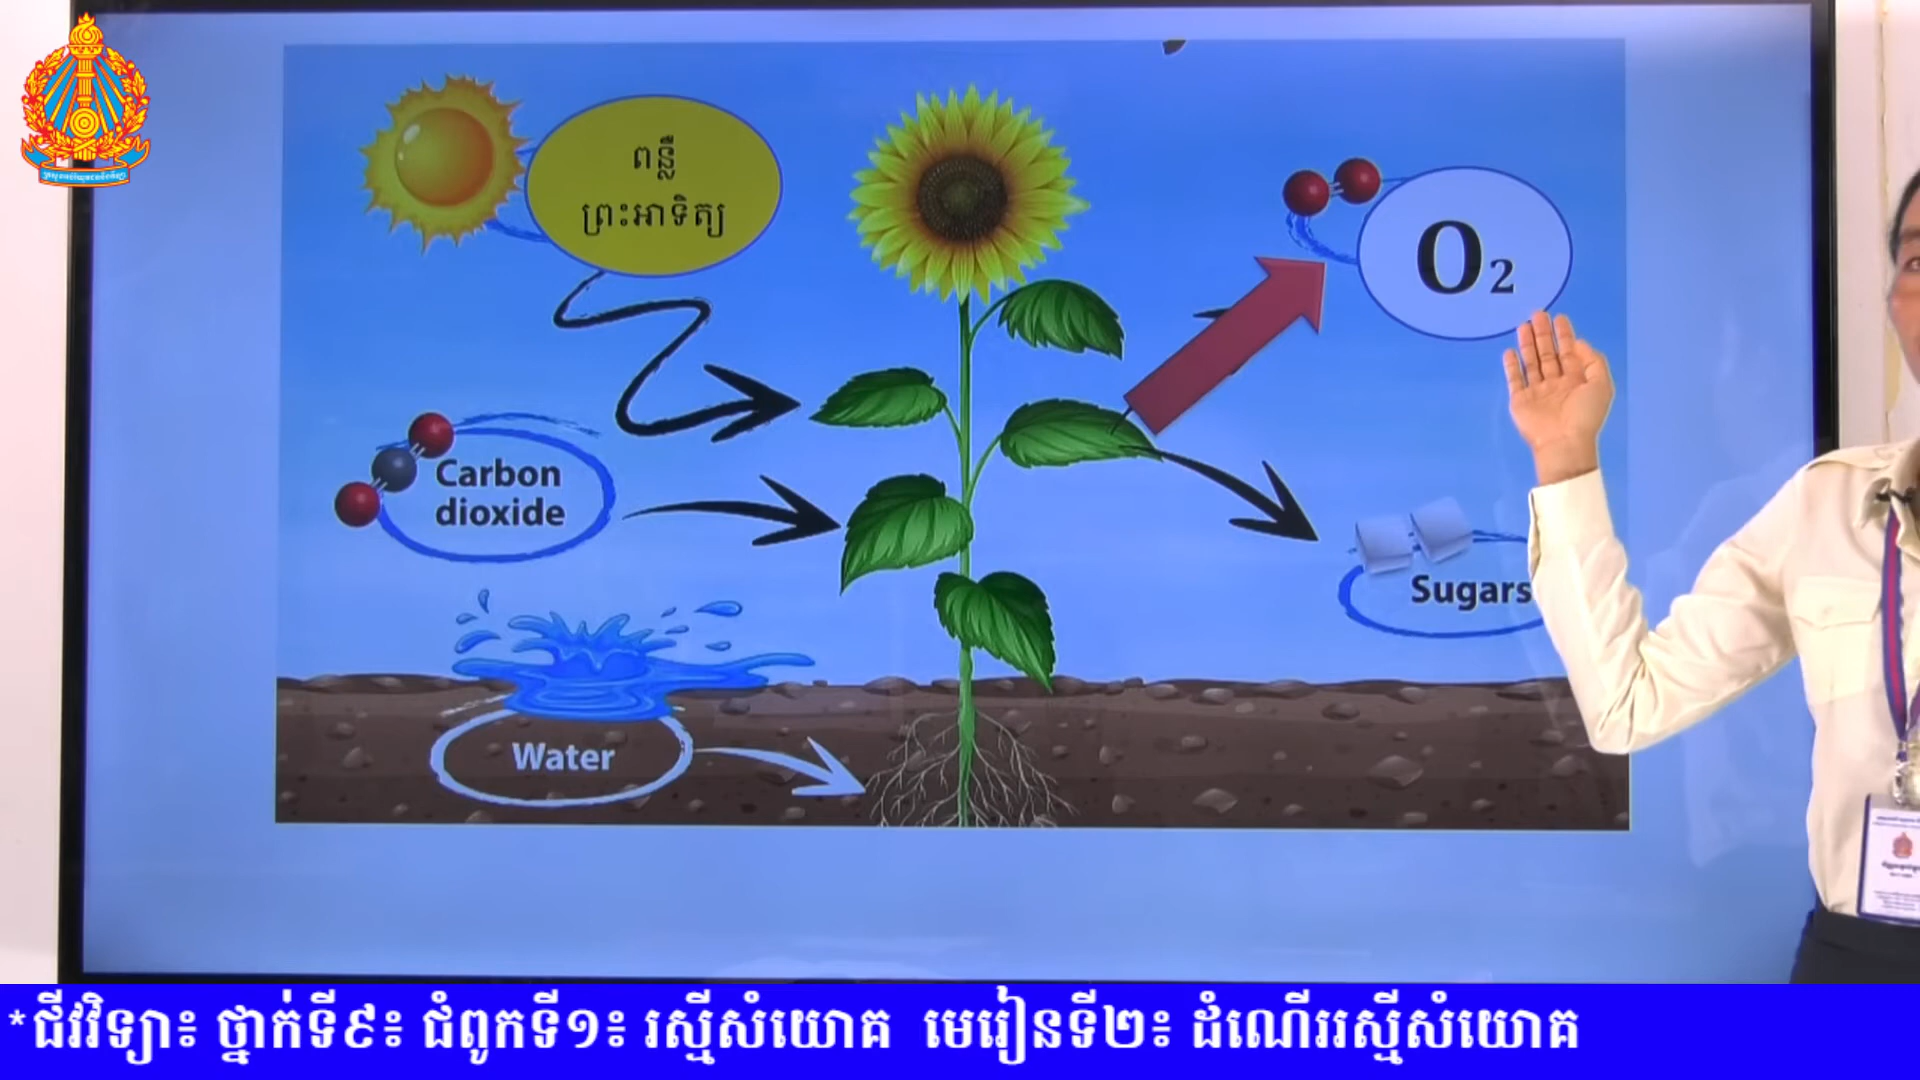 ពន្លឺ
ព្រះអាទិត្យ
O2
Carbon
dioxide
Sugars
Water
*ជីវវិទ្យា៖ ថ្នាក់ទី៩៖ ជំពូកទី១៖ រស្មីសំយោគ មេរៀនទី២៖ ដំណើររស្មីសំយោគ